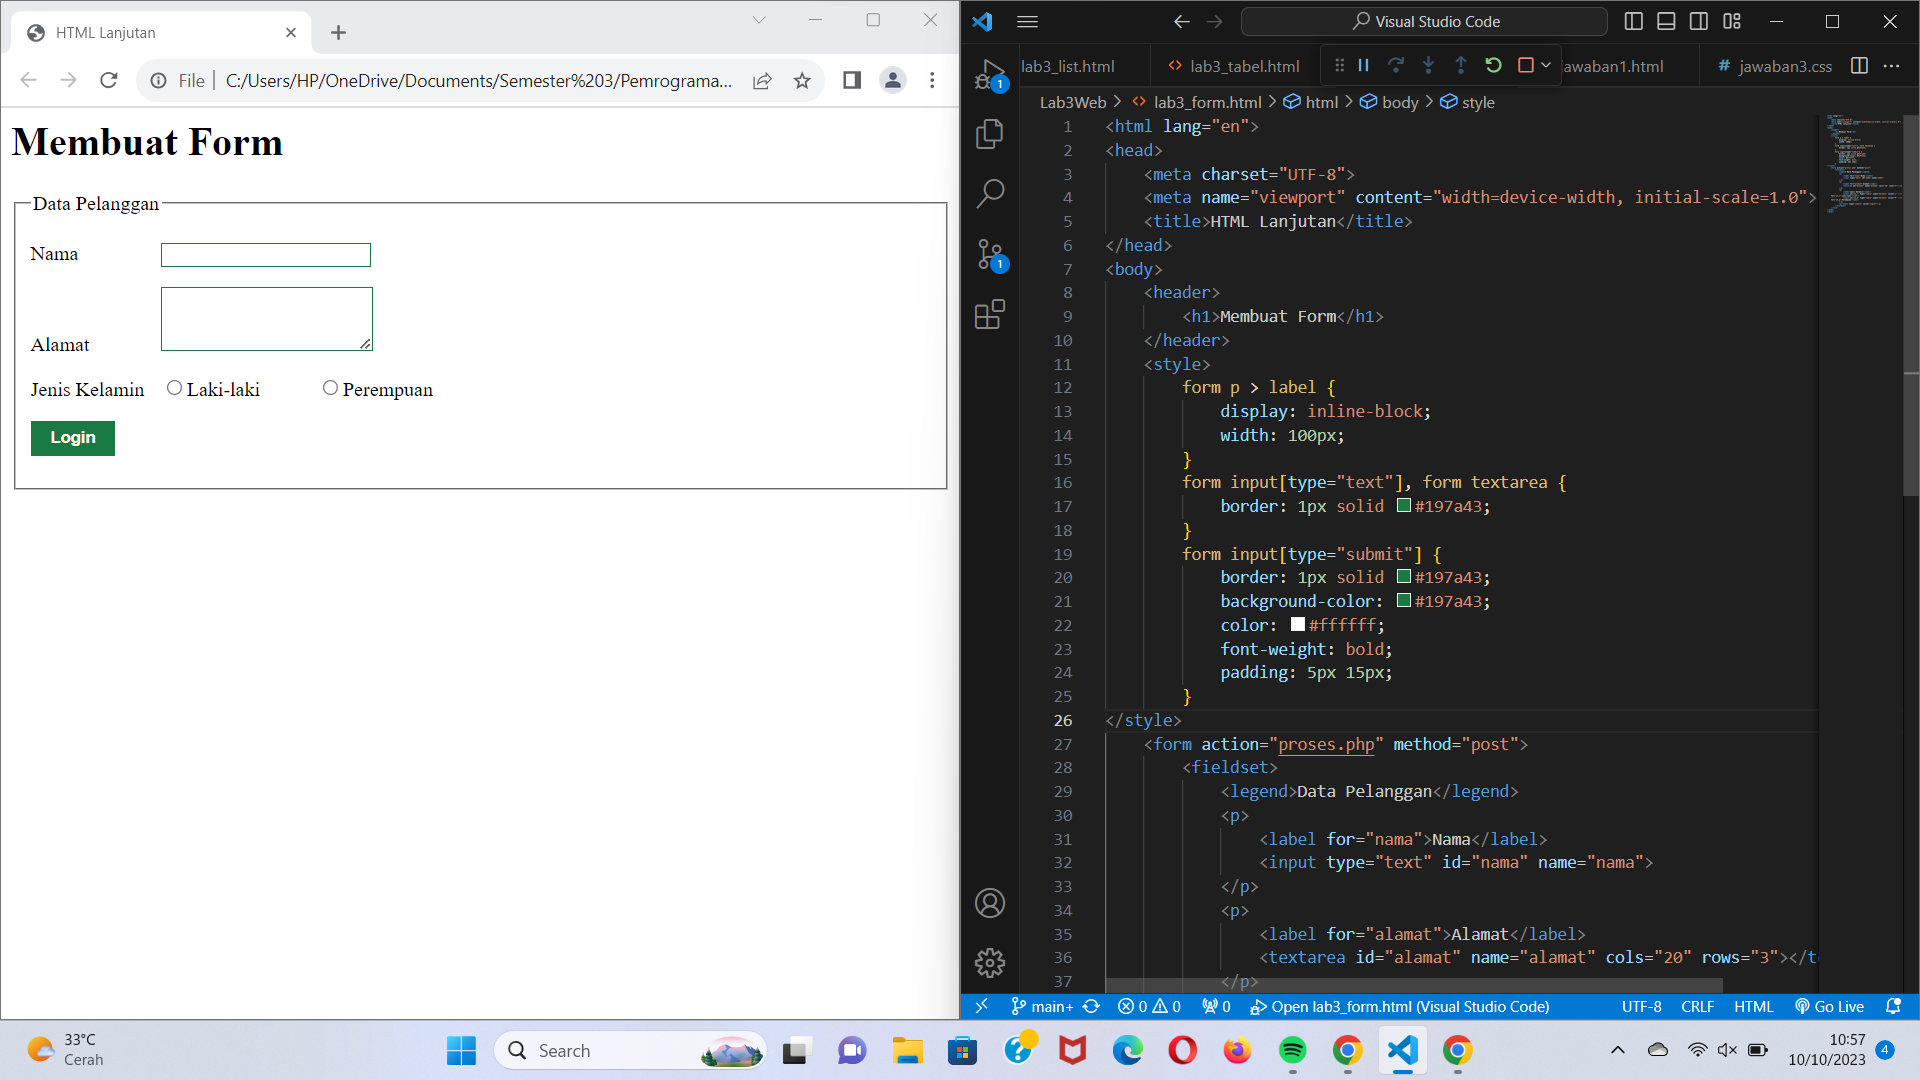 HTML Lanjutan
File
C:/Users/HP/OneDrive/Documents/Semester%203/Pemrograma...
Membuat Form
Data Pelanggan
Nama
Alamat
Jenis Kelamin Laki-laki Perempuan
Login
Visual Studio Code
1
1
lab3_list.html
lab3_tabel.html
jawaban1.html
# jawaban3.css
Lab3Web > lab3_form.html > html > body > style
1 <html lang="en">
2 <head>
3 <meta charset="UTF-8">
4 <meta name="viewport" content="width=device-width, initial-scale=1.0">
5 <title>HTML Lanjutan</title>
6 </head>
7 <body>
8 <header>
9 <h1>Membuat Form</h1>
10 </header>
11 <style>
12 form p > label {
13 display: inline-block;
14 width: 100px;
15 }
16 form input[type="text"], form textarea {
17 border: 1px solid #197a43;
18 }
19 form input[type="submit"] {
20 border: 1px solid #197a43;
21 background-color: #197a43;
22 color: #ffffff;
23 font-weight: bold;
24 padding: 5px 15px;
25 }
26 </style>
27 <form action="proses.php" method="post">
28 <fieldset>
29 <legend>Data Pelanggan</legend>
30 <p>
31 <label for="nama">Nama</label>
32 <input type="text" id="nama" name="nama">
33 </p>
34 <p>
35 <label for="alamat">Alamat</label>
36 <textarea id="alamat" name="alamat" cols="20" rows="3"></t
37 </p>
main+ 0 0 0 Open lab3_form.html (Visual Studio Code) UTF-8 CRLF HTML Go Live
33°C
Cerah
Search
10:57
10/10/2023
4